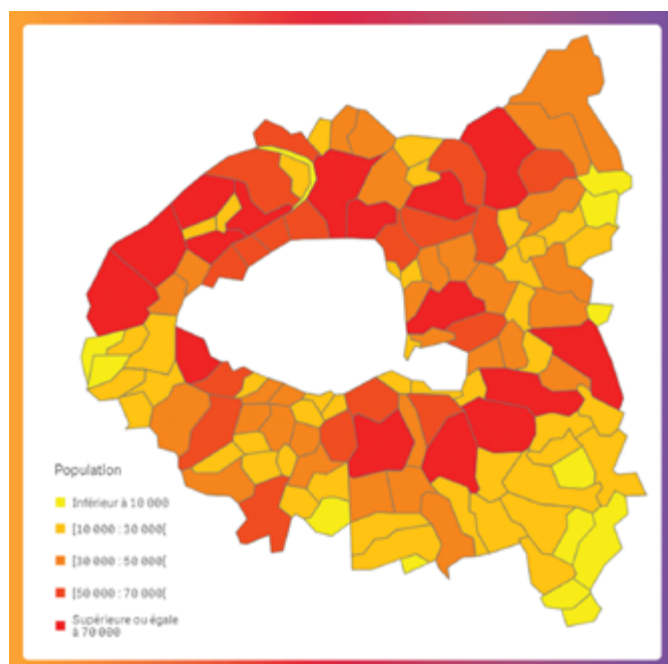 Population
Inférieur à 10 000
[10 000 : 30 000[
[30 000 : 50 000[
[50 000 : 70 000[
Supérieure ou égale
à 70 000